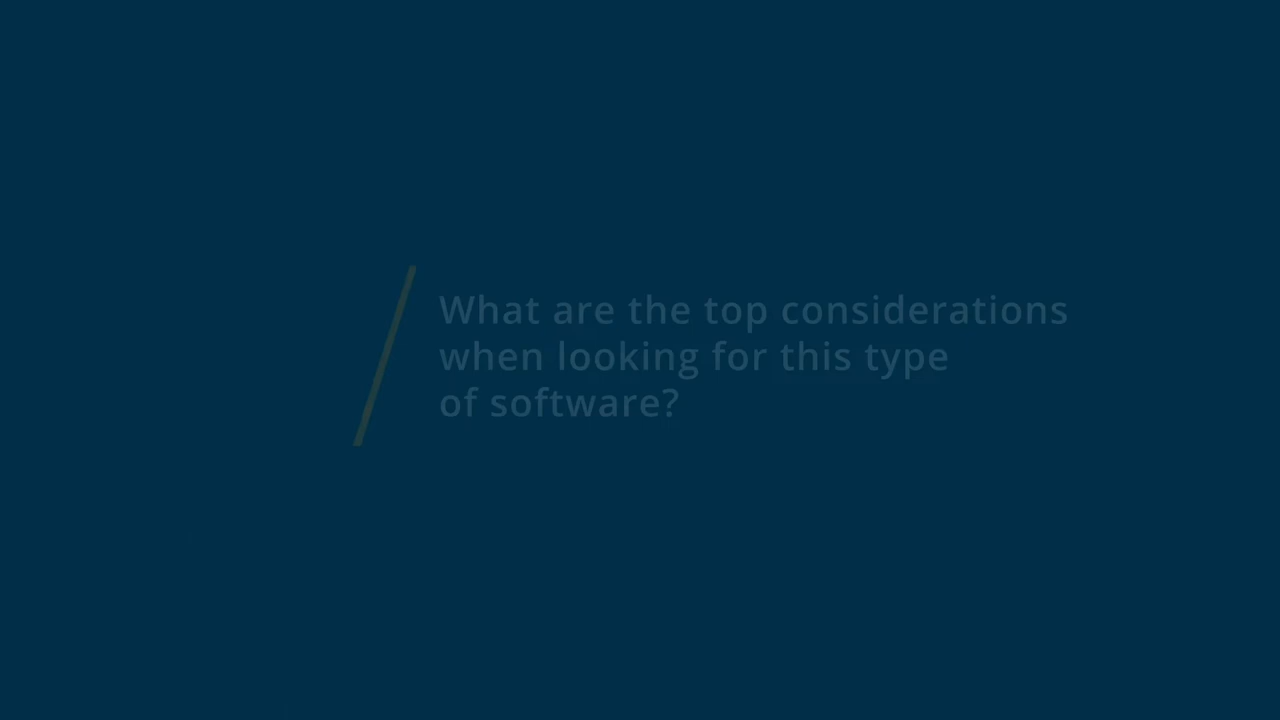 What are the top considerations
when looking for this type
of software?